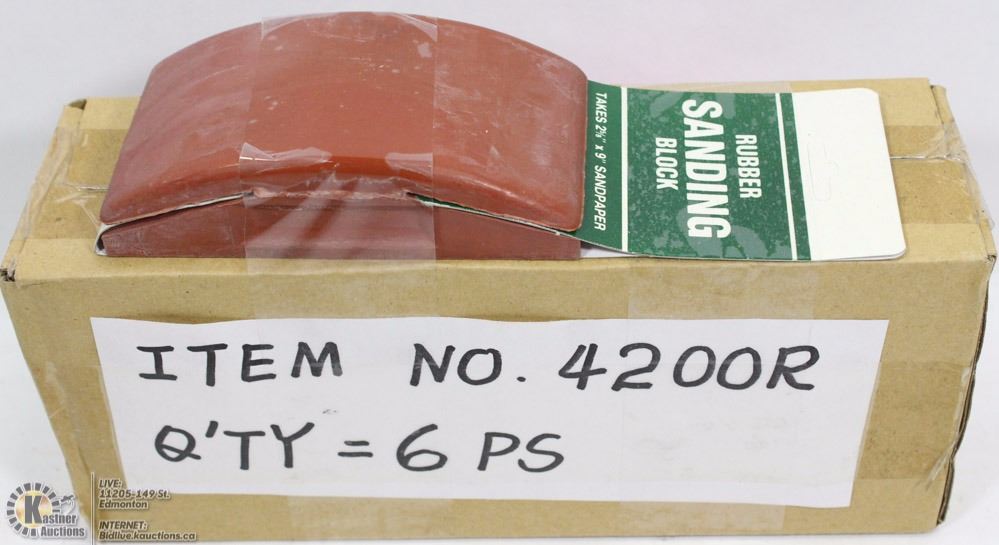 RUBBER
SANDING
BLOCK
TAKES 2¾" x 9" SANDPAPER
ITEM NO. 4200R
Q'TY = 6 PS
Kastner
Auctions
LIVE:
11205-149 St.
Edmonton
INTERNET:
Bidlive.kauctions.ca